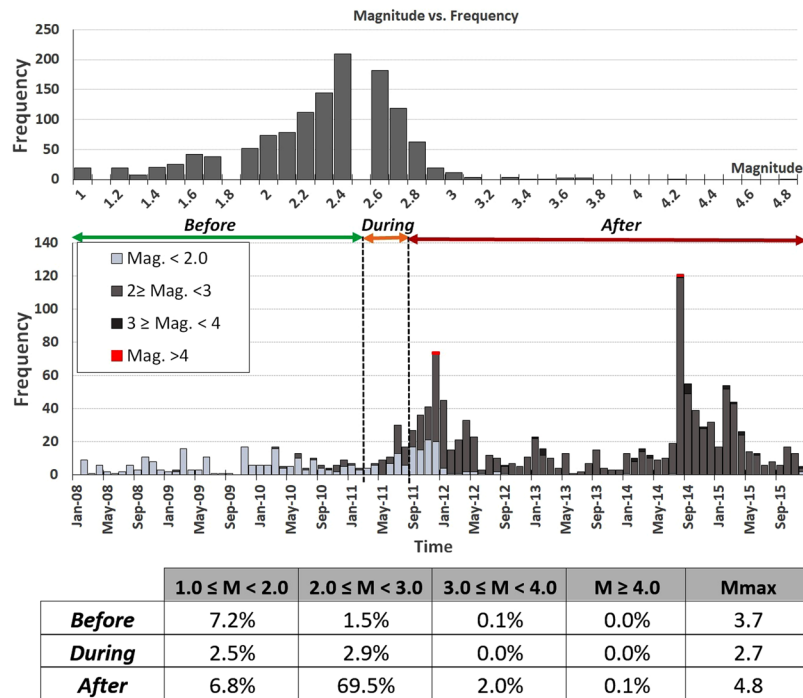 Magnitude vs. Frequency
Frequency
250
200
150
100
50
0
Magnitude
1 1.2 1.4 1.6 1.8 2 2.2 2.4 2.6 2.8 3 3.2 3.4 3.6 3.8 4 4.2 4.4 4.6 4.8
Before During After
Frequency
140
120
100
80
60
40
20
0
Mag. < 2.0
2≥ Mag. <3
3 ≥ Mag. < 4
Mag. >4
Jan-08 May-08 Sep-08 Jan-09 May-09 Sep-09 Jan-10 May-10 Sep-10 Jan-11 May-11 Sep-11 Jan-12 May-12 Sep-12 Jan-13 May-13 Sep-13 Jan-14 May-14 Sep-14 Jan-15 May-15 Sep-15
Time
1.0 ≤ M < 2.0 2.0 ≤ M < 3.0 3.0 ≤ M < 4.0 M ≥ 4.0 Mmax
Before 7.2% 1.5% 0.1% 0.0% 3.7
During 2.5% 2.9% 0.0% 0.0% 2.7
After 6.8% 69.5% 2.0% 0.1% 4.8